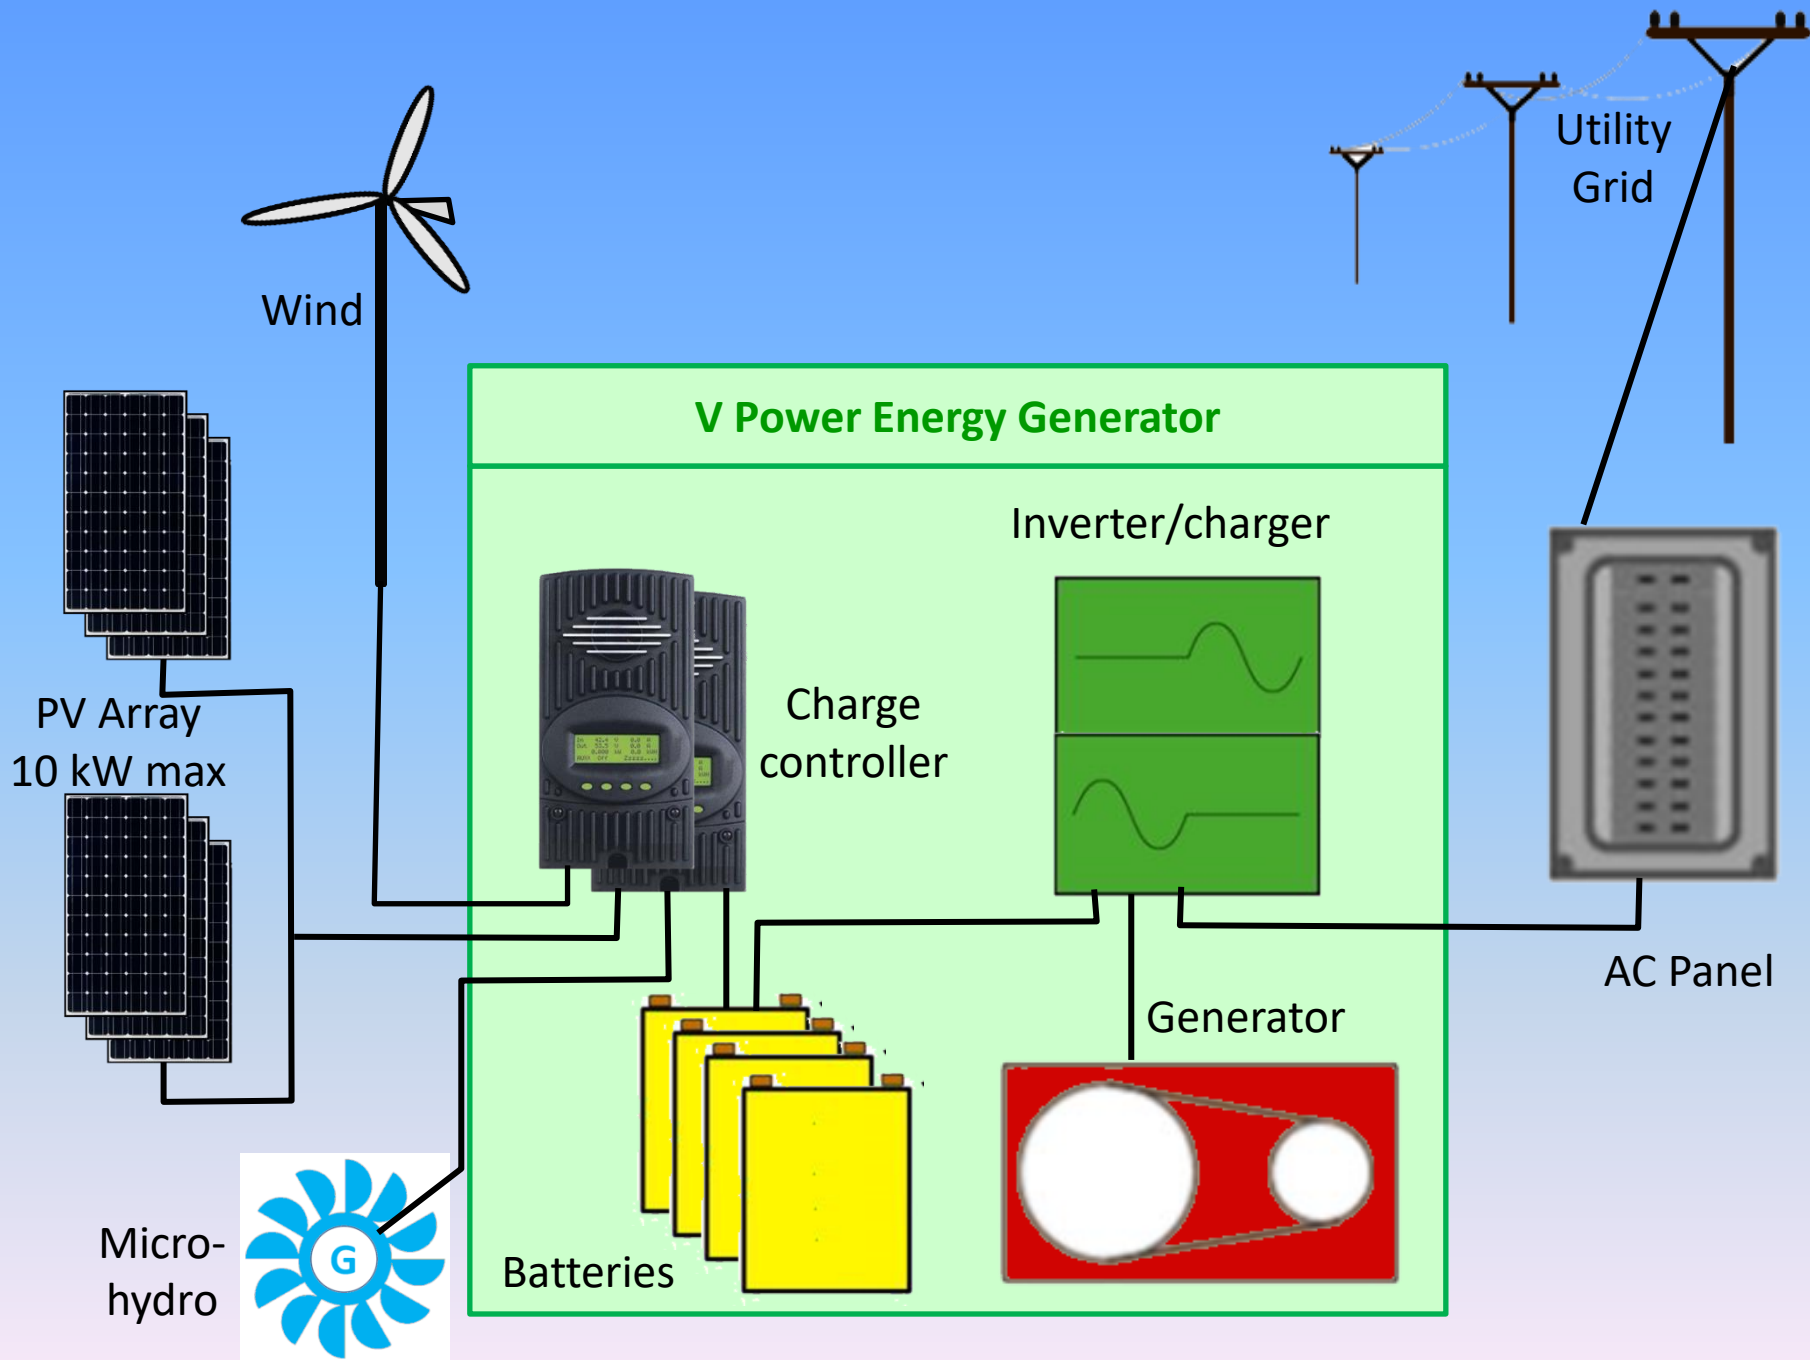 Utility
Grid
Wind
V Power Energy Generator
Inverter/charger
PV Array
10 kW max
Charge
controller
AC Panel
Generator
Micro-
hydro
G
Batteries